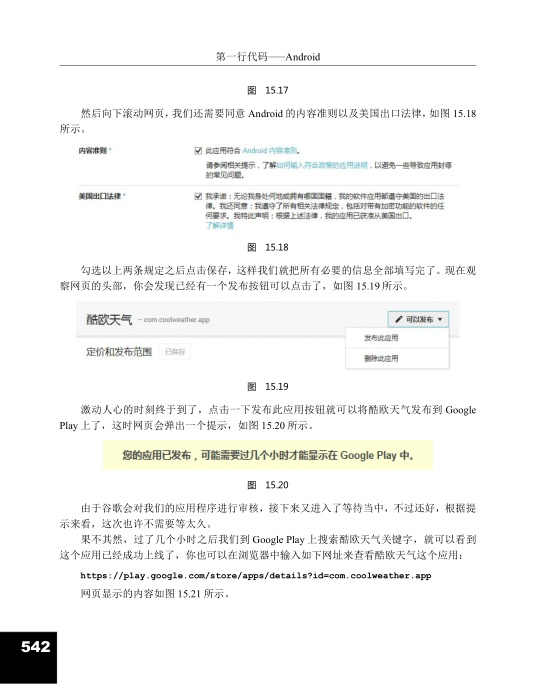 第一行代码——Android
图 15.17
然后向下滚动网页，我们还需要同意 Android 的内容准则以及美国出口法律，如图 15.18
所示。
内容准则 * 此应用符合 Android 内容准则。
请参阅相关提示，了解如何输入符合政策的应用说明，以避免一些导致应用封停
的常见问题。
美国出口法律 * 我承诺：无论我身处何地或拥有哪国国籍，我的软件应用都遵守美国的出口法
律。我还同意：我遵守了所有相关法律规定，包括对带有加密功能的软件的任
何要求。我特此声明：根据上述法律，我的应用已获准从美国出口。
了解详情
图 15.18
勾选以上两条规定之后点击保存，这样我们就把所有必要的信息全部填写完了。现在观
察网页的头部，你会发现已经有一个发布按钮可以点击了，如图 15.19 所示。
酷欧天气 – com.coolweather.app 可以发布
发布此应用
定价和发布范围 已保存
删除此应用
图 15.19
激动人心的时刻终于到了，点击一下发布此应用按钮就可以将酷欧天气发布到 Google
Play 上了，这时网页会弹出一个提示，如图 15.20 所示。
您的应用已发布，可能需要过几个小时才能显示在 Google Play 中。
图 15.20
由于谷歌会对我们的应用程序进行审核，接下来又进入了等待当中，不过还好，根据提
示来看，这次也许不需要等太久。
果不其然，过了几个小时之后我们到 Google Play 上搜索酷欧天气关键字，就可以看到
这个应用已经成功上线了，你也可以在浏览器中输入如下网址来查看酷欧天气这个应用：
https://play.google.com/store/apps/details?id=com.coolweather.app
网页显示的内容如图 15.21 所示。
542